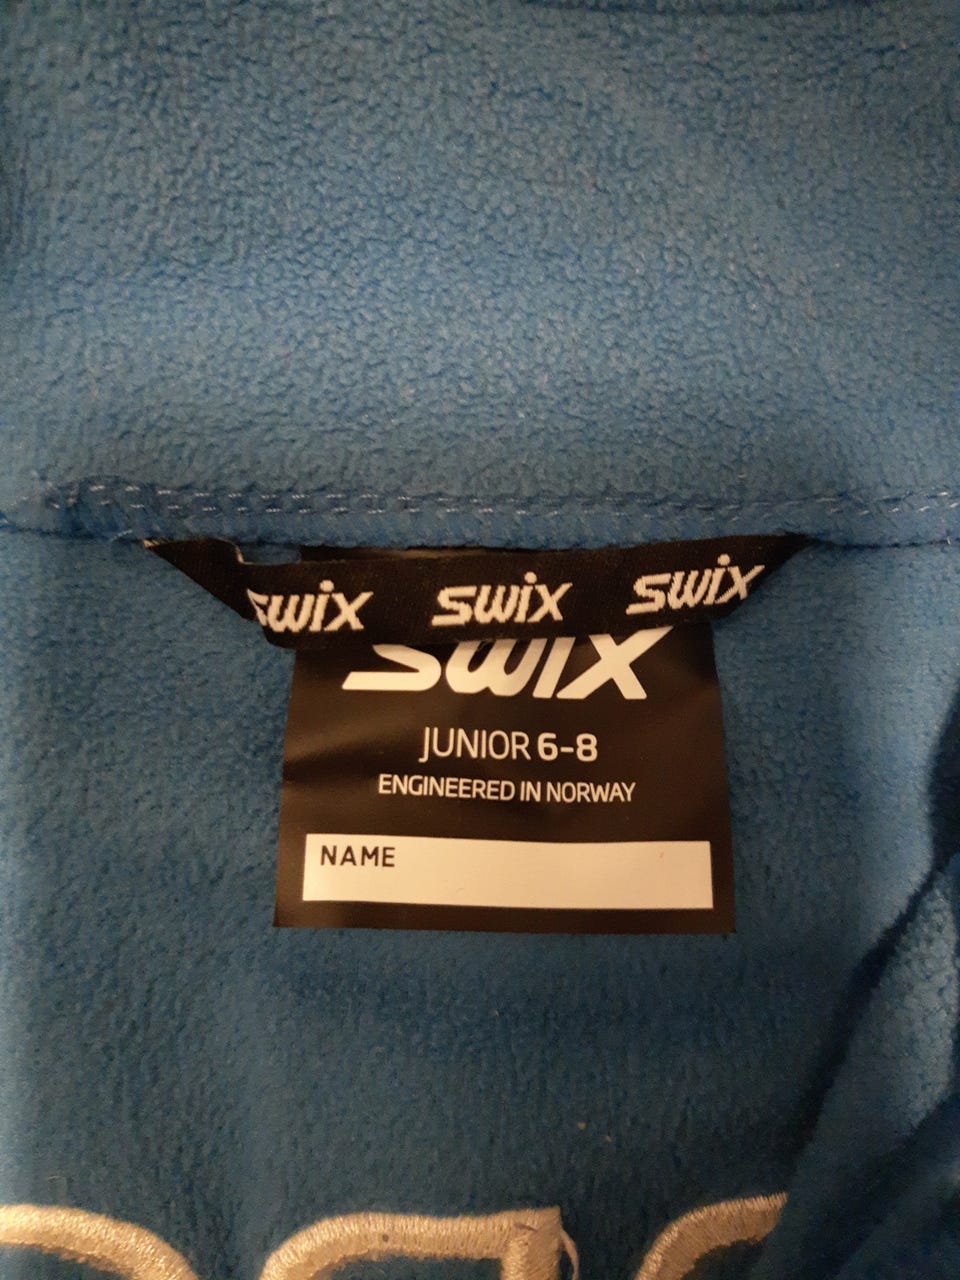 SWIX SWIX SWIX
SWIX
JUNIOR 6-8
ENGINEERED IN NORWAY
NAME